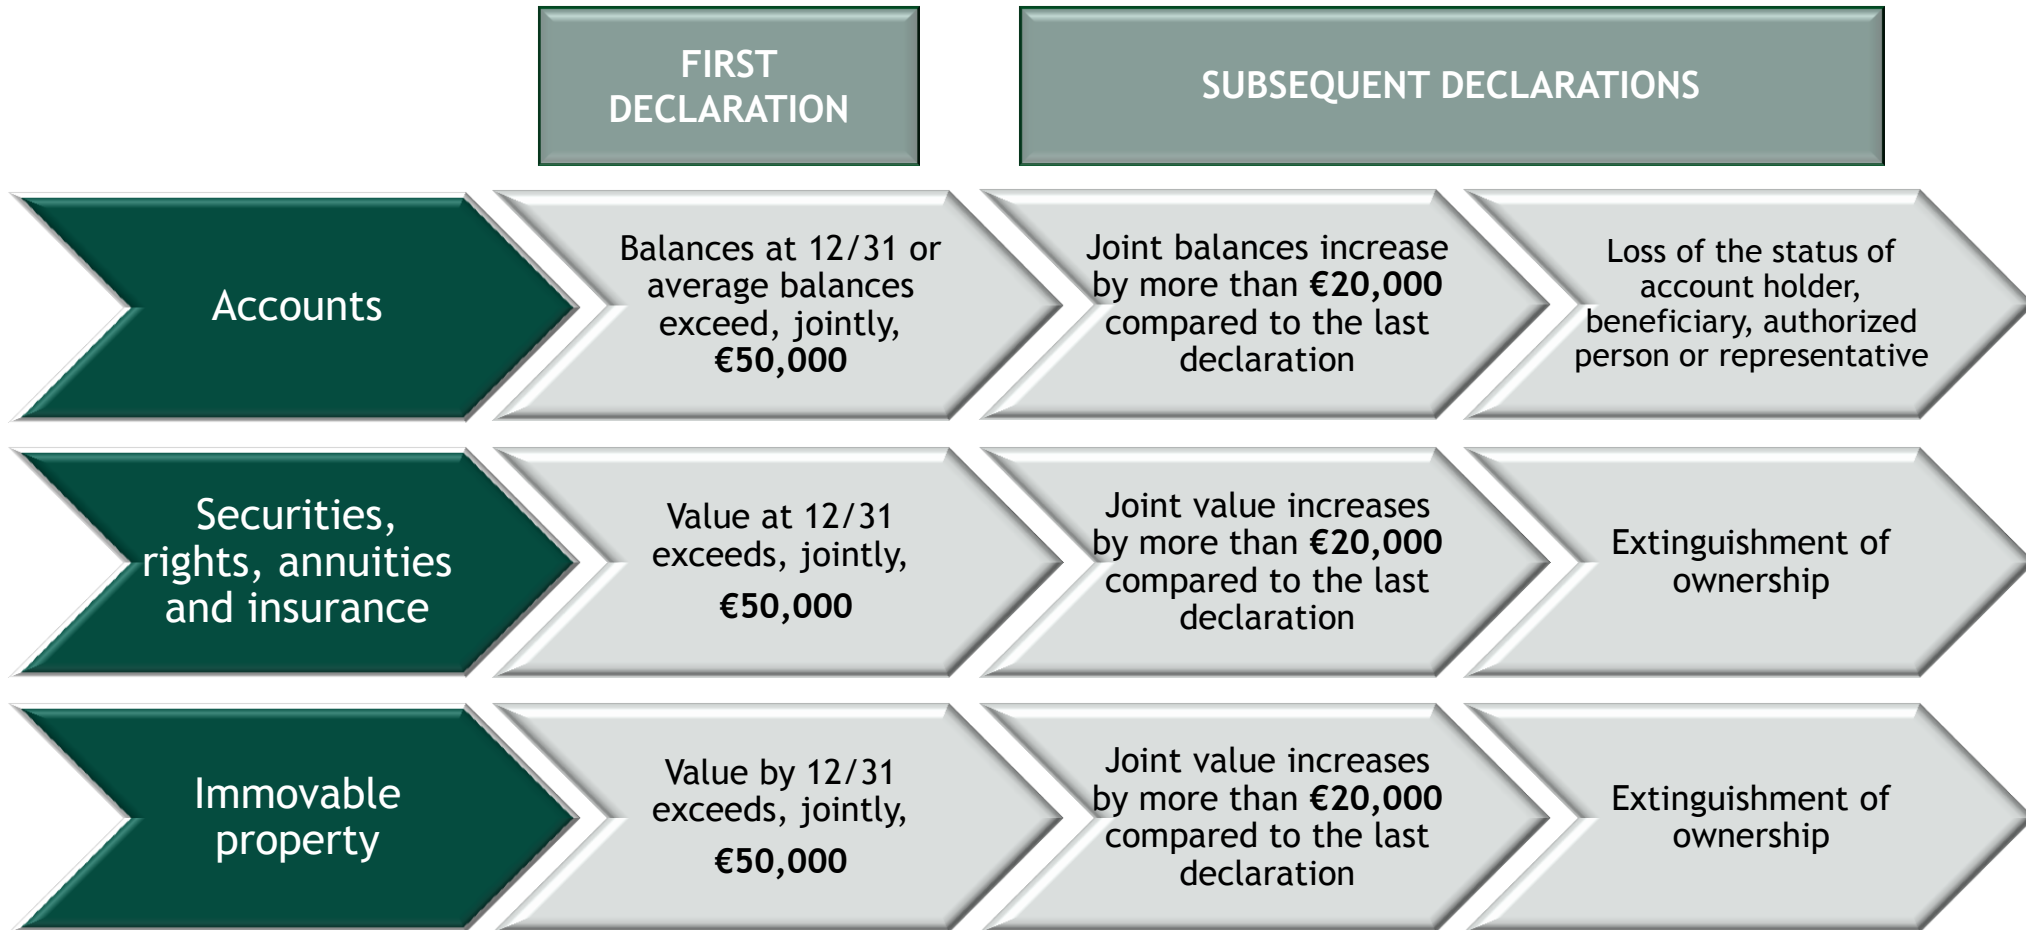 FIRST
DECLARATION
SUBSEQUENT DECLARATIONS
Accounts
Balances at 12/31 or
average balances
exceed, jointly,
€50,000
Joint balances increase
by more than €20,000
compared to the last
declaration
Loss of the status of
account holder,
beneficiary, authorized
person or representative
Securities,
rights, annuities
and insurance
Value at 12/31
exceeds, jointly,
€50,000
Joint value increases
by more than €20,000
compared to the last
declaration
Extinguishment of
ownership
Immovable
property
Value by 12/31
exceeds, jointly,
€50,000
Joint value increases
by more than €20,000
compared to the last
declaration
Extinguishment of
ownership